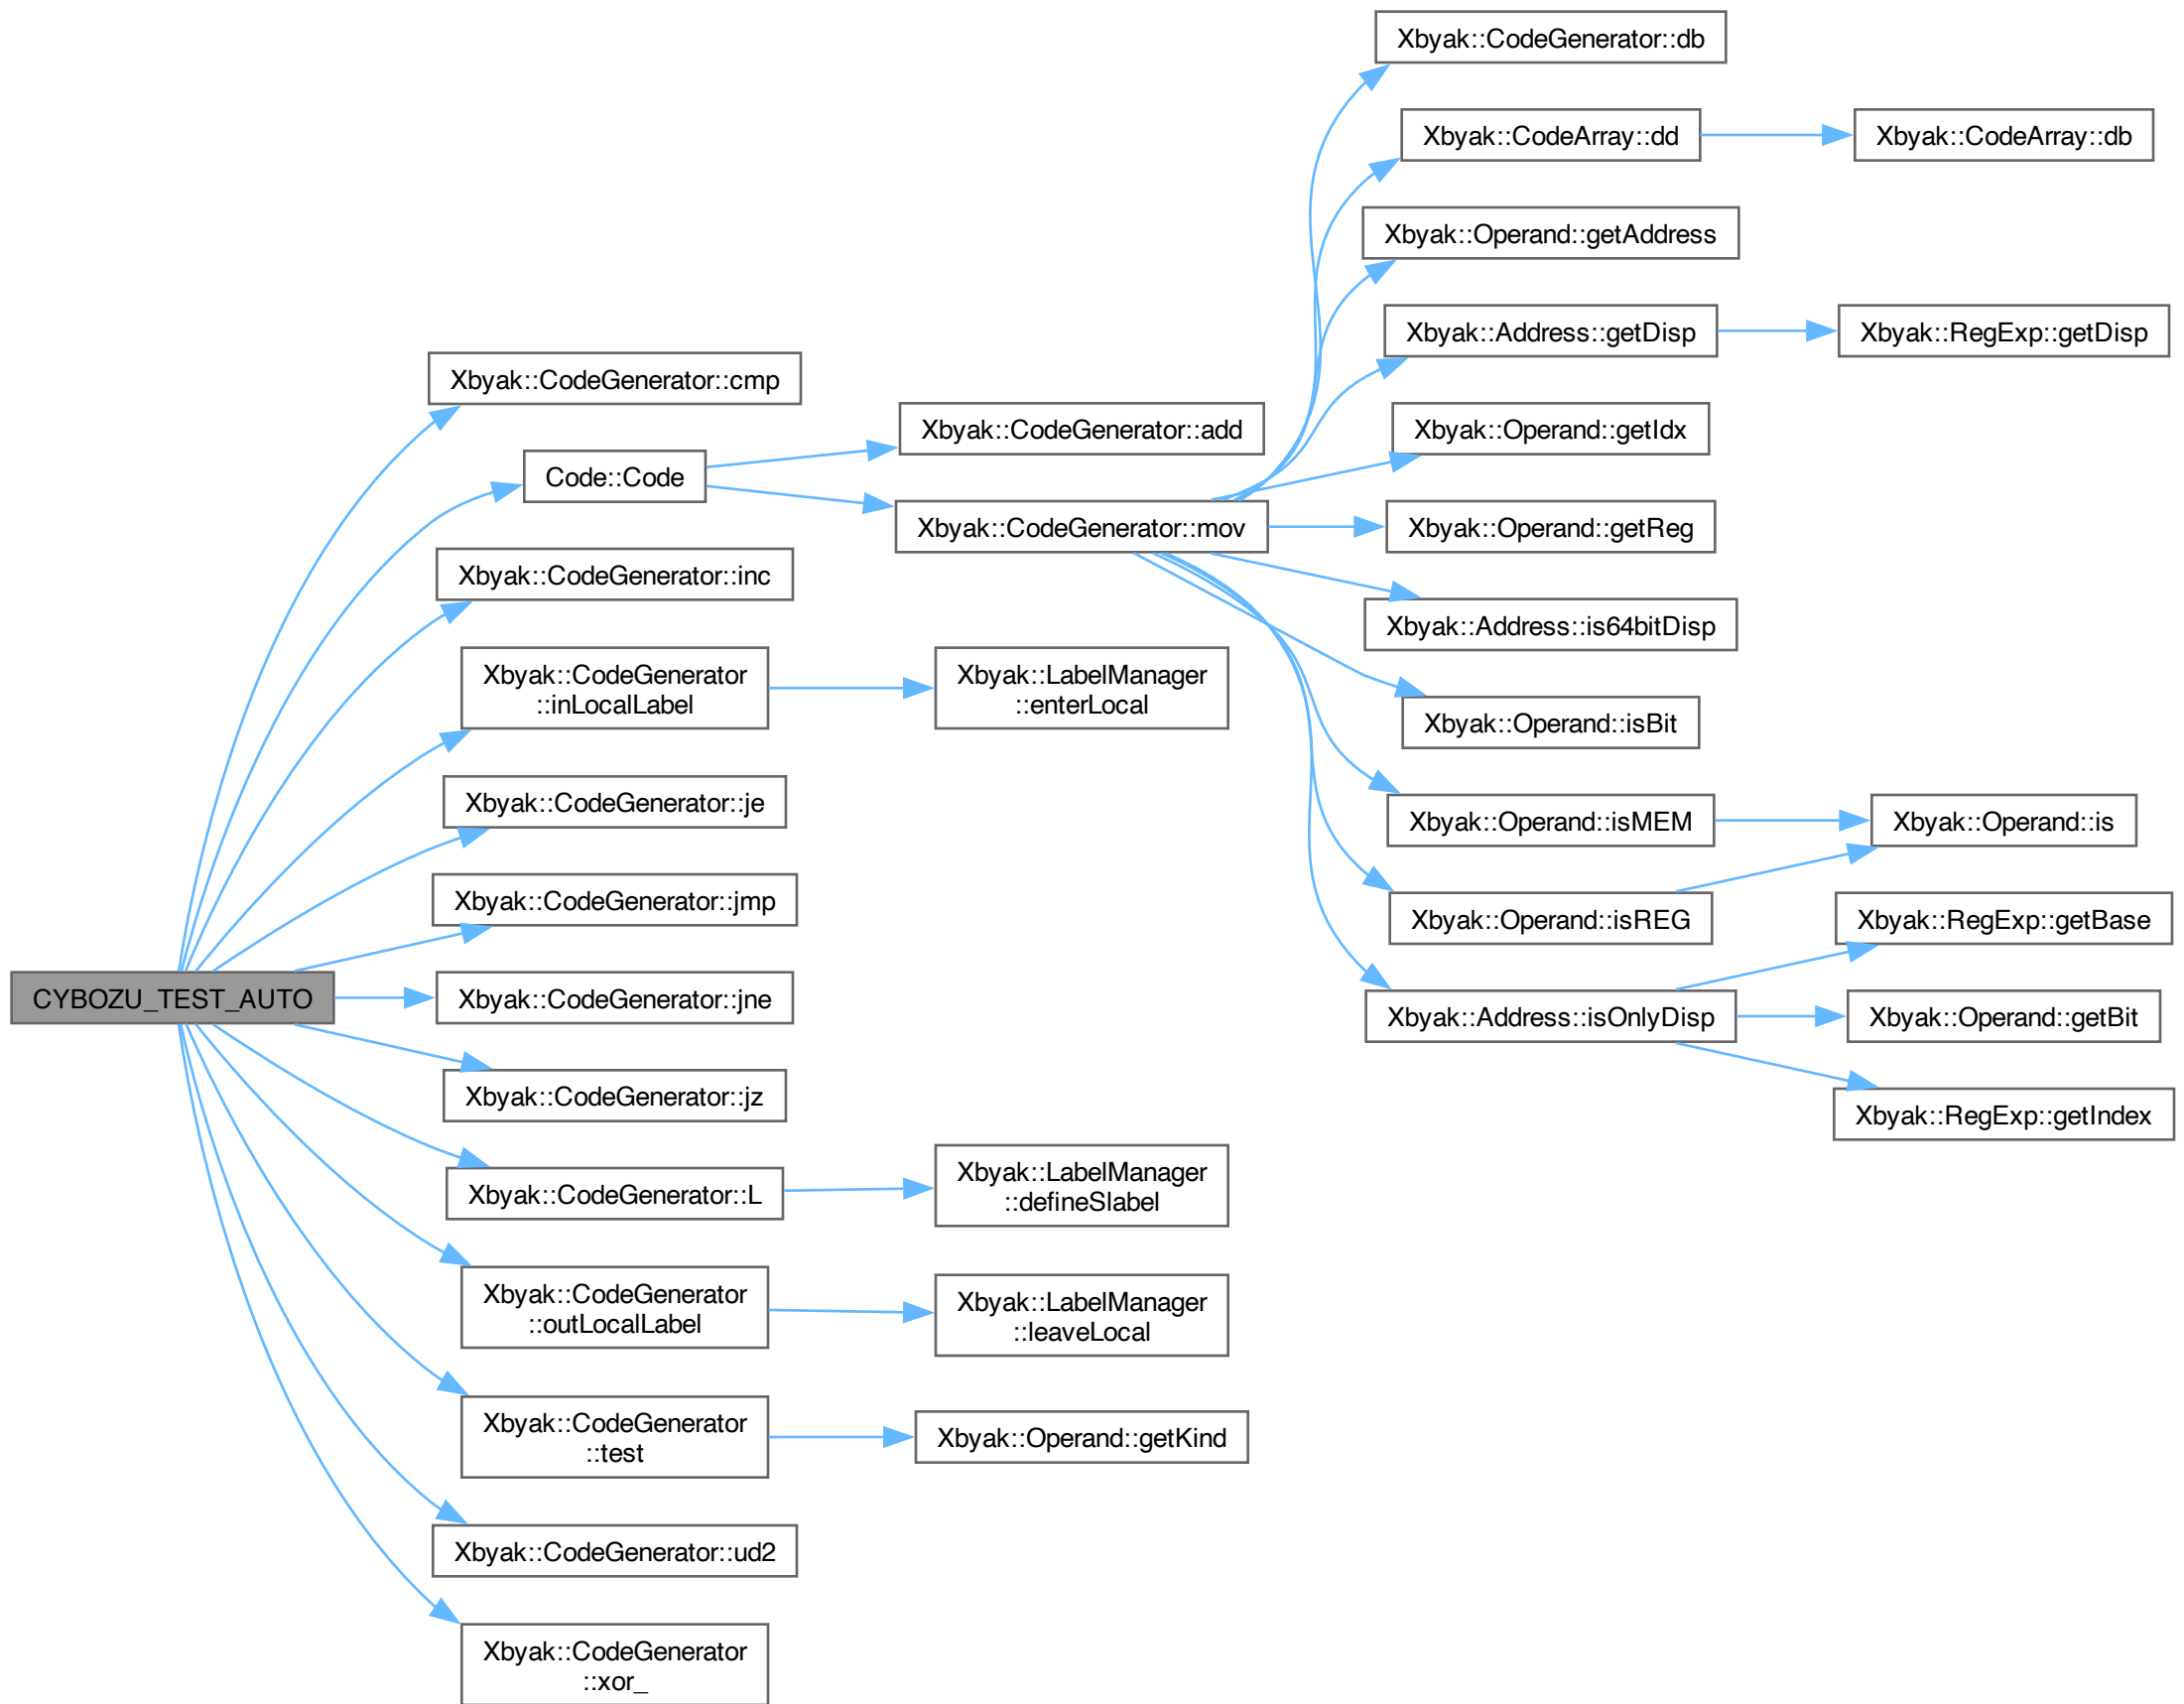 CYBOZU_TEST_AUTO
Xbyak::CodeGenerator::cmp
Code::Code
Xbyak::CodeGenerator::inc
Xbyak::CodeGenerator
::inLocalLabel
Xbyak::CodeGenerator::je
Xbyak::CodeGenerator::jmp
Xbyak::CodeGenerator::jne
Xbyak::CodeGenerator::jz
Xbyak::CodeGenerator::L
Xbyak::CodeGenerator
::outLocalLabel
Xbyak::CodeGenerator
::test
Xbyak::CodeGenerator::ud2
Xbyak::CodeGenerator
::xor_
Xbyak::CodeGenerator::add
Xbyak::CodeGenerator::mov
Xbyak::LabelManager
::enterLocal
Xbyak::LabelManager
::defineSlabel
Xbyak::LabelManager
::leaveLocal
Xbyak::Operand::getKind
Xbyak::CodeGenerator::db
Xbyak::CodeArray::dd
Xbyak::Operand::getAddress
Xbyak::Address::getDisp
Xbyak::Operand::getIdx
Xbyak::Operand::getReg
Xbyak::Address::is64bitDisp
Xbyak::Operand::isBit
Xbyak::Operand::isMEM
Xbyak::Operand::isREG
Xbyak::Address::isOnlyDisp
Xbyak::CodeArray::db
Xbyak::RegExp::getDisp
Xbyak::Operand::is
Xbyak::RegExp::getBase
Xbyak::Operand::getBit
Xbyak::RegExp::getIndex